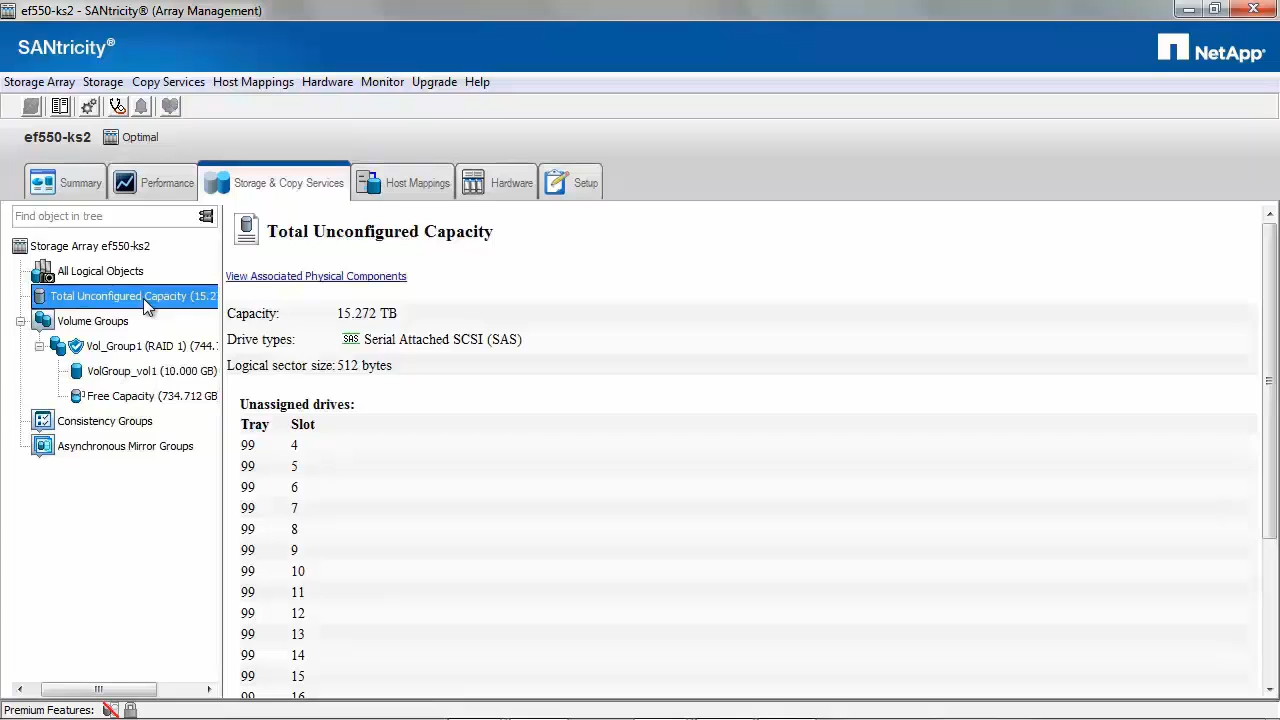 ef550-ks2 - SANtricity® (Array Management)
SANtricity®
NetApp®
Storage Array Storage Copy Services Host Mappings Hardware Monitor Upgrade Help
ef550-ks2 Optimal
Summary Performance Storage & Copy Services Host Mappings Hardware Setup
Find object in tree
Storage Array ef550-ks2
All Logical Objects
Total Unconfigured Capacity (15.2
Volume Groups
Vol_Group1 (RAID 1) (744.
VolGroup_vol1 (10.000 GB)
Free Capacity (734.712 GB
Consistency Groups
Asynchronous Mirror Groups
Total Unconfigured Capacity
View Associated Physical Components
Capacity: 15.272 TB
Drive types: SAS Serial Attached SCSI (SAS)
Logical sector size: 512 bytes
Unassigned drives:
Tray Slot
99 4
99 5
99 6
99 7
99 8
99 9
99 10
99 11
99 12
99 13
99 14
99 15
99 16
Premium Features: